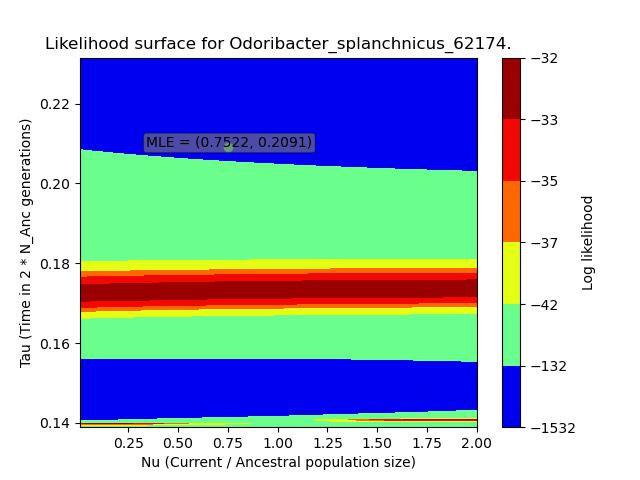 Likelihood surface for Odoribacter_splanchnicus_62174.
MLE = (0.7522, 0.2091)
0.22
0.20
0.18
0.16
0.14
Tau (Time in 2 * N_Anc generations)
0.25 0.50 0.75 1.00 1.25 1.50 1.75 2.00
Nu (Current / Ancestral population size)
−32
−33
−35
−37
−42
−132
−1532
Log likelihood